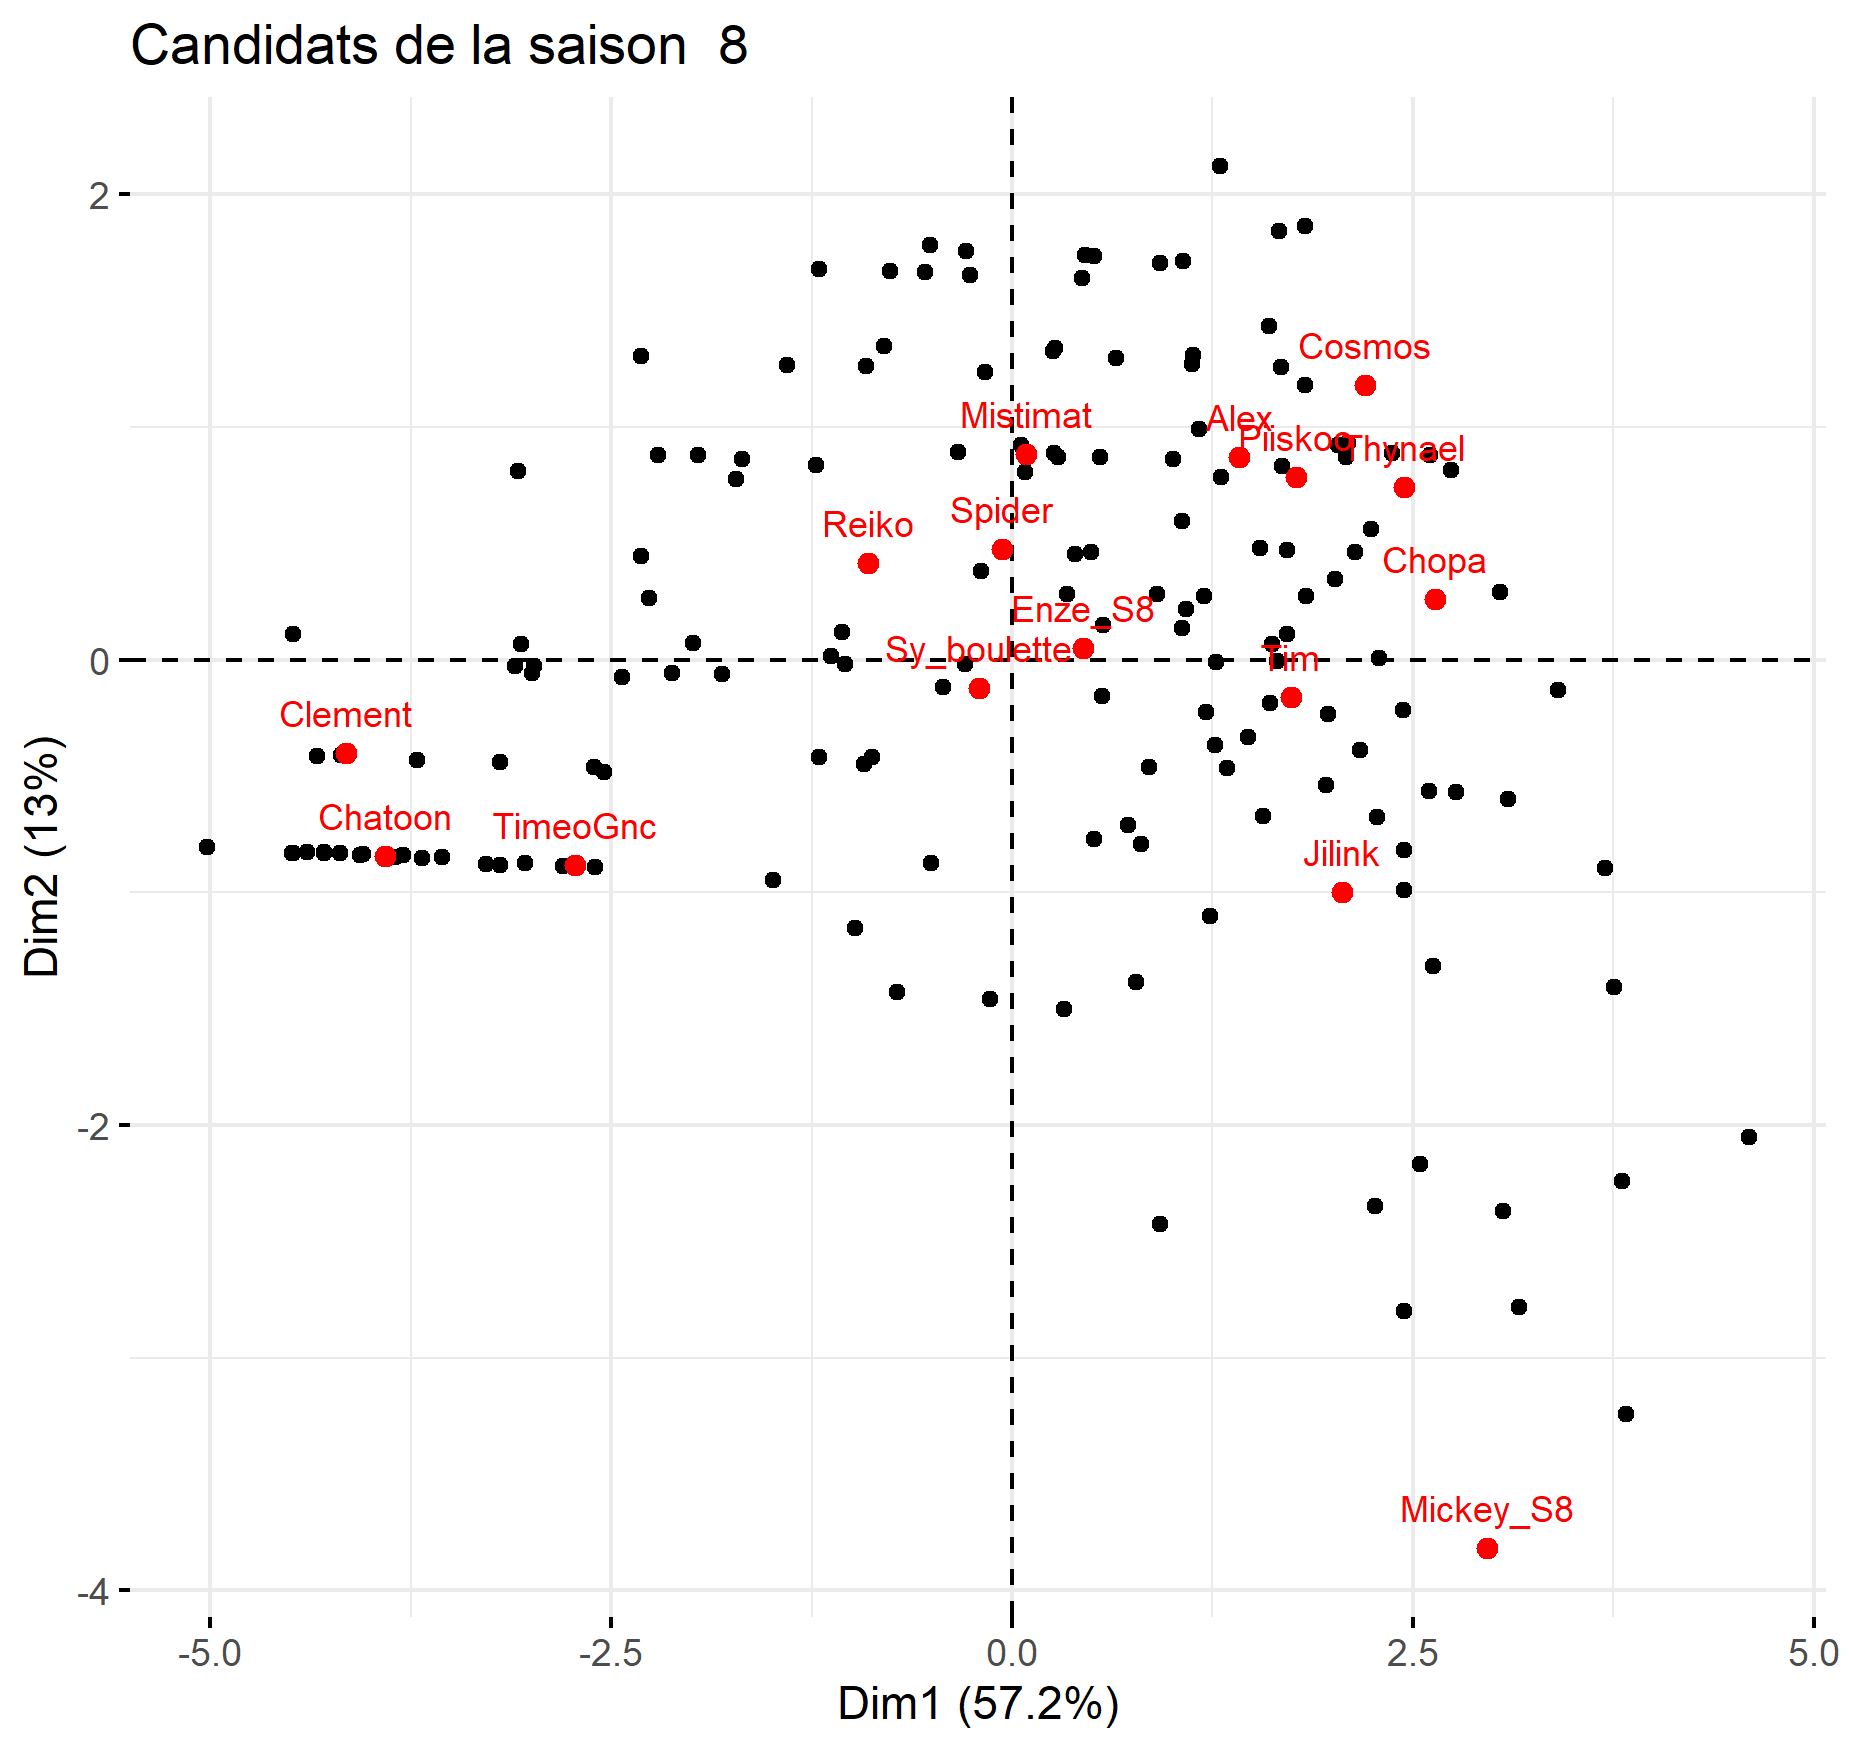 Candidats de la saison  8
2
0
-2
-4
Dim2 (13%)
Cosmos
Mistimat
Alex
Piiskoo
Thynael
Spider
Reiko
Chopa
Enze_S8
Sy_boulette
Tim
Clement
Chatoon
TimeoGnc
Jilink
Mickey_S8
-5.0
-2.5
0.0
2.5
5.0
Dim1 (57.2%)